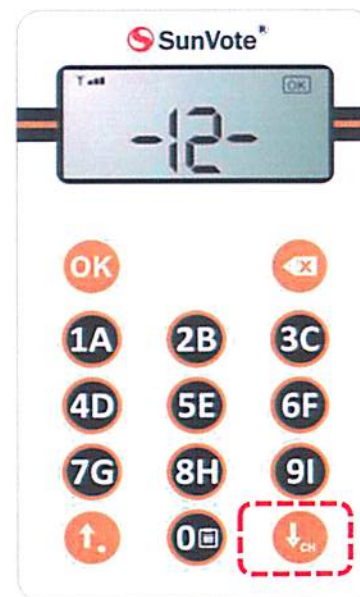 SunVote®
OK
-12-
OK
1A 2B 3C
4D 5E 6F
7G 8H 9I
0 CH